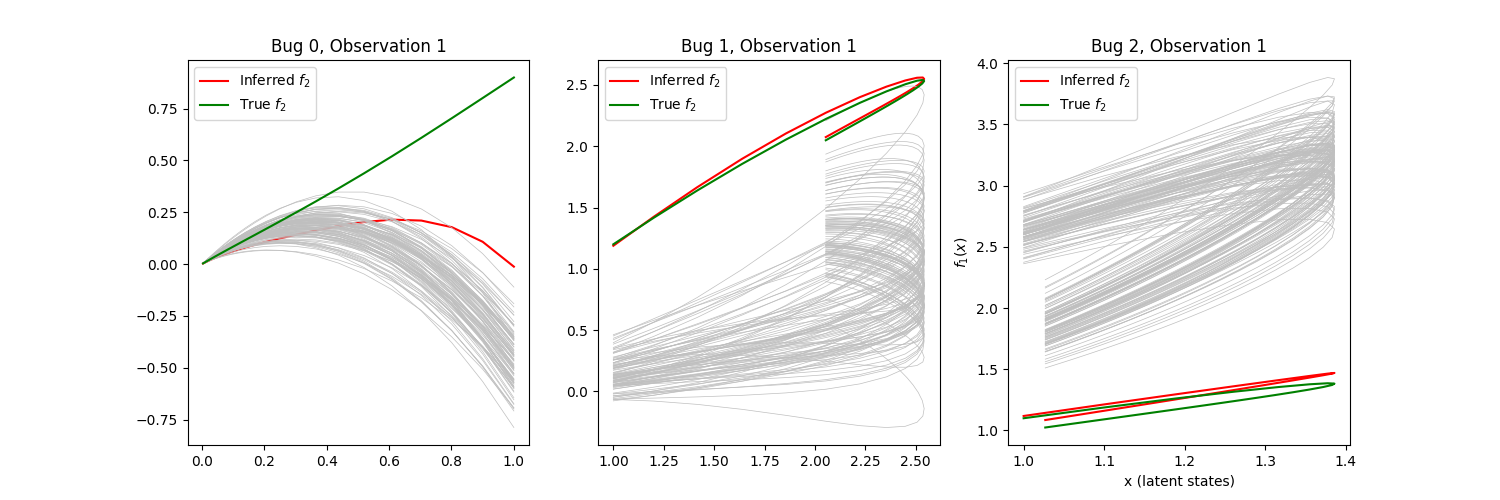 Bug 0, Observation 1
Inferred f₂
True f₂
0.75
0.50
0.25
0.00
−0.25
−0.50
−0.75
0.0 0.2 0.4 0.6 0.8 1.0
Bug 1, Observation 1
Inferred f₂
True f₂
2.5
2.0
1.5
1.0
0.5
0.0
1.00 1.25 1.50 1.75 2.00 2.25 2.50
Bug 2, Observation 1
Inferred f₂
True f₂
4.0
3.5
3.0
2.5
2.0
1.5
1.0
f₁(x)
1.0 1.1 1.2 1.3 1.4
x (latent states)